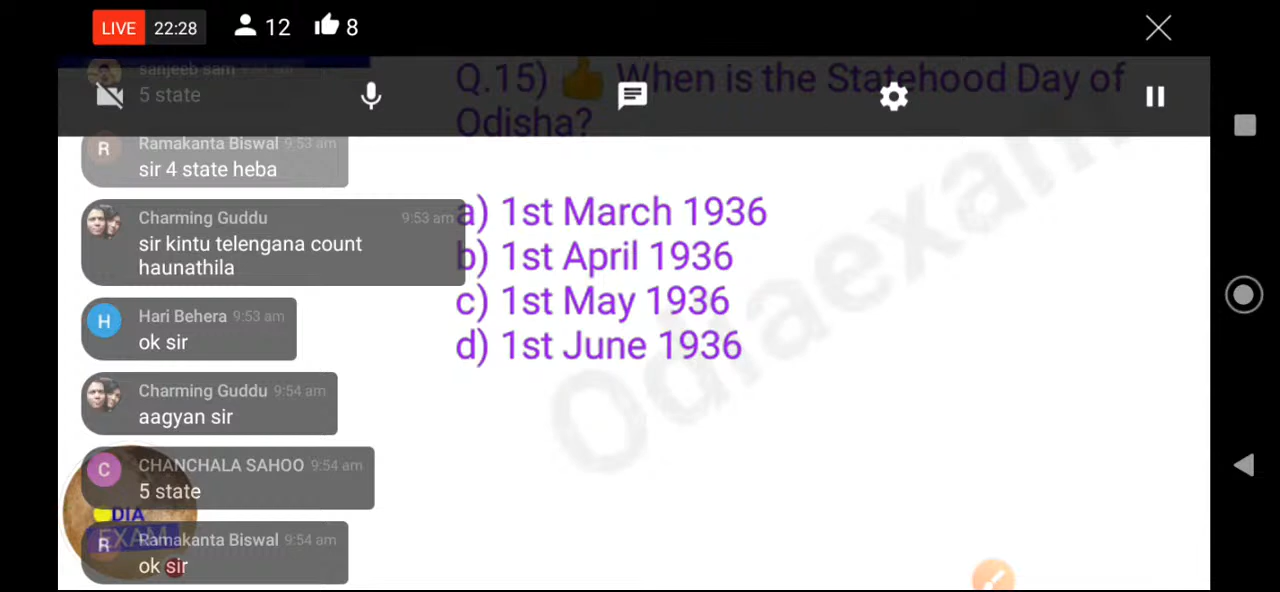 LIVE 22:28 12 8
sanjeeb sam
5 state
Ramakanta Biswal 9:53 am
sir 4 state heba
Charming Guddu 9:53 am
sir kintu telengana count
haunathila
Hari Behera 9:53 am
ok sir
Charming Guddu 9:54 am
aagyan sir
CHANCHALA SAHOO 9:54 am
5 state
Ramakanta Biswal 9:54 am
ok sir
Q.15) 👍 When is the Statehood Day of
Odisha?
a) 1st March 1936
b) 1st April 1936
c) 1st May 1936
d) 1st June 1936
Odiaexam
DIA
EXAM